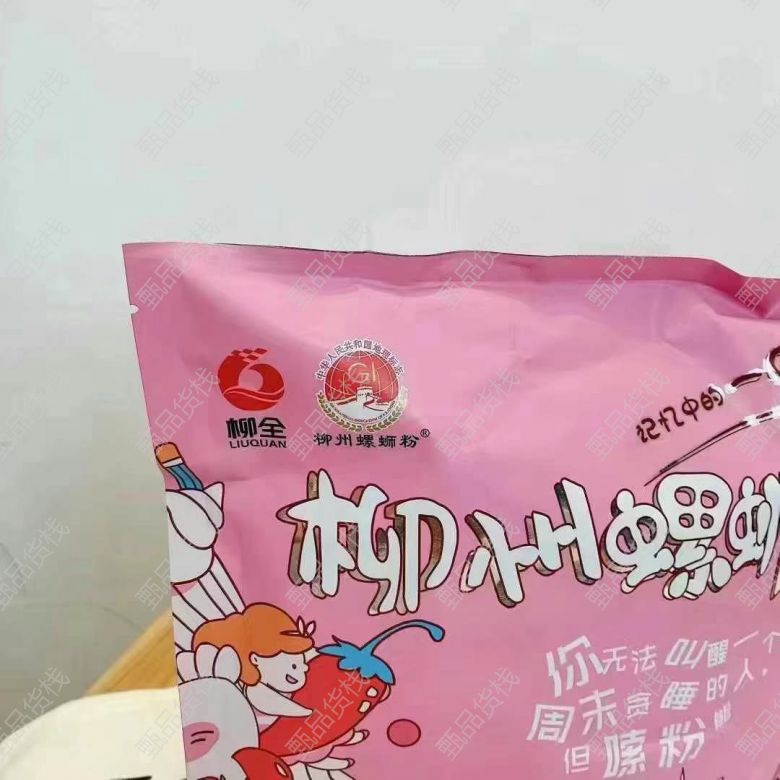 柳全
LIUQUAN
中华人民共和国地理标志
GI
柳州螺蛳粉®
记忆中的一
柳全螺蛳
你无法叫醒一个
周末贪睡的人,
但嗦粉
甄品货栈